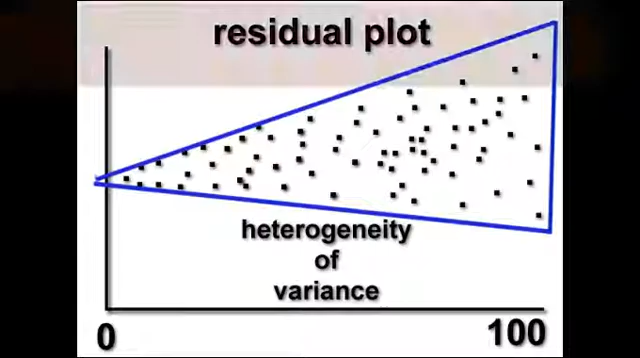 residual plot
heterogeneity
of
variance
0
100